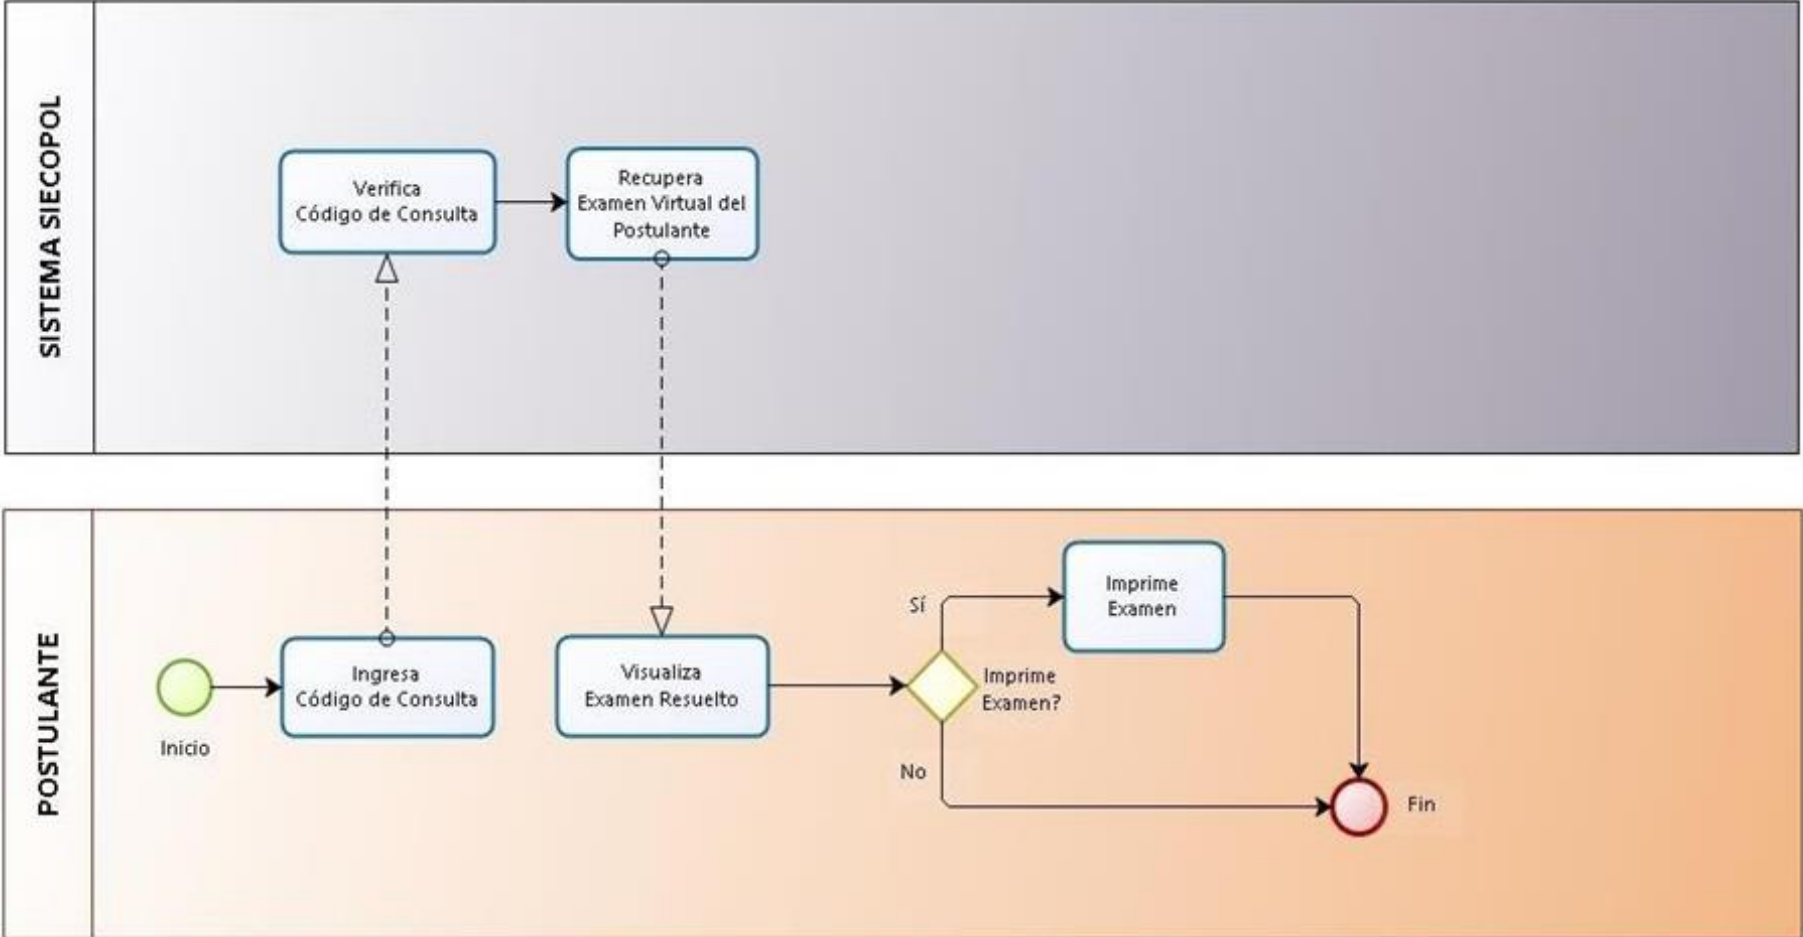 SISTEMA SIECOPOL
Verifica
Código de Consulta
Recupera
Examen Virtual del
Postulante
POSTULANTE
Inicio
Ingresa
Código de Consulta
Visualiza
Examen Resuelto
Imprime
Examen?
Sí
No
Imprime
Examen
Fin